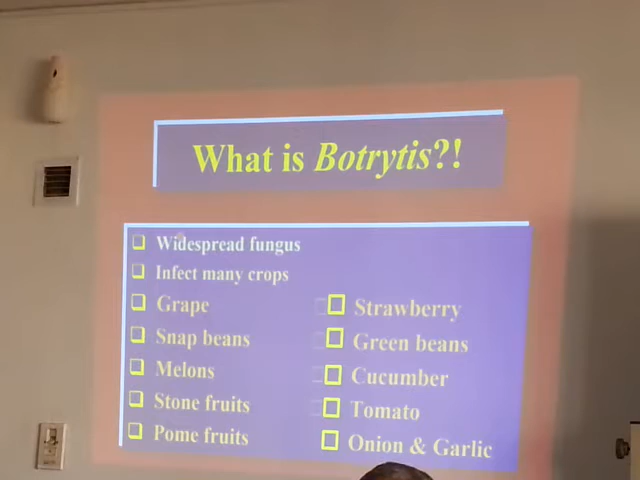 What is Botrytis?!
Widespread fungus
Infect many crops
Grape
Snap beans
Melons
Stone fruits
Pome fruits
Strawberry
Green beans
Cucumber
Tomato
Onion & Garlic